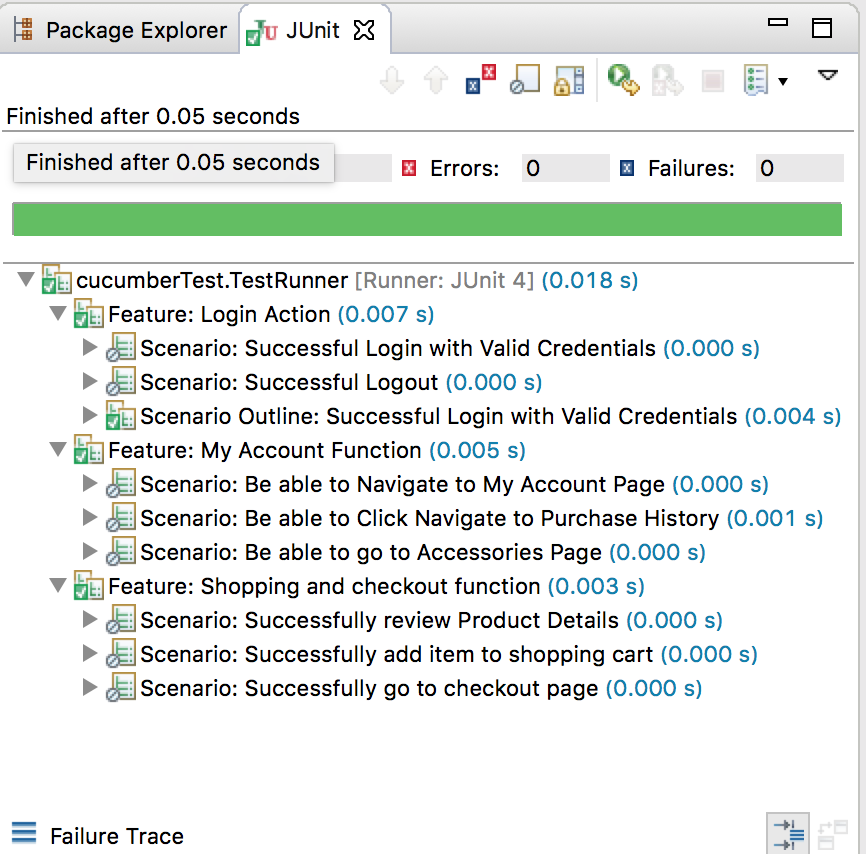 Package Explorer
JUnit
Finished after 0.05 seconds
Finished after 0.05 seconds
Errors: 0
Failures: 0
cucumberTest.TestRunner [Runner: JUnit 4] (0.018 s)
Feature: Login Action (0.007 s)
Scenario: Successful Login with Valid Credentials (0.000 s)
Scenario: Successful Logout (0.000 s)
Scenario Outline: Successful Login with Valid Credentials (0.004 s)
Feature: My Account Function (0.005 s)
Scenario: Be able to Navigate to My Account Page (0.000 s)
Scenario: Be able to Click Navigate to Purchase History (0.001 s)
Scenario: Be able to go to Accessories Page (0.000 s)
Feature: Shopping and checkout function (0.003 s)
Scenario: Successfully review Product Details (0.000 s)
Scenario: Successfully add item to shopping cart (0.000 s)
Scenario: Successfully go to checkout page (0.000 s)
Failure Trace